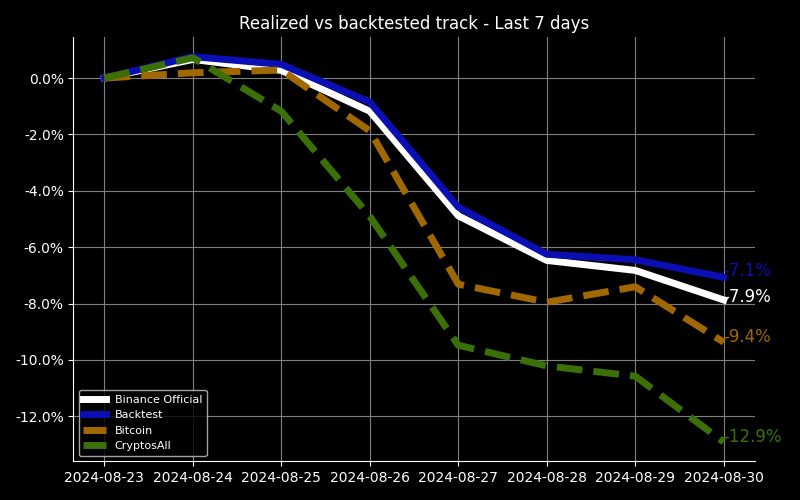 Realized vs backtested track - Last 7 days
0.0%
-2.0%
-4.0%
-6.0%
-8.0%
-10.0%
-12.0%
-7.1%
-7.9%
-9.4%
-12.9%
Binance Official
Backtest
Bitcoin
CryptosAll
2024-08-23 2024-08-24 2024-08-25 2024-08-26 2024-08-27 2024-08-28 2024-08-29 2024-08-30